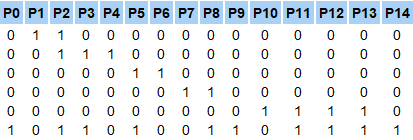 P0 P1 P2 P3 P4 P5 P6 P7 P8 P9 P10 P11 P12 P13 P14
0 1 1 0 0 0 0 0 0 0 0 0 0 0 0
0 0 1 1 1 0 0 0 0 0 0 0 0 0 0
0 0 0 0 0 1 1 0 0 0 0 0 0 0 0
0 0 0 0 0 0 0 1 1 0 0 0 0 0 0
0 0 0 0 0 0 0 0 0 0 1 1 1 1 0
1 0 1 1 0 1 0 0 1 1 0 1 1 1 1